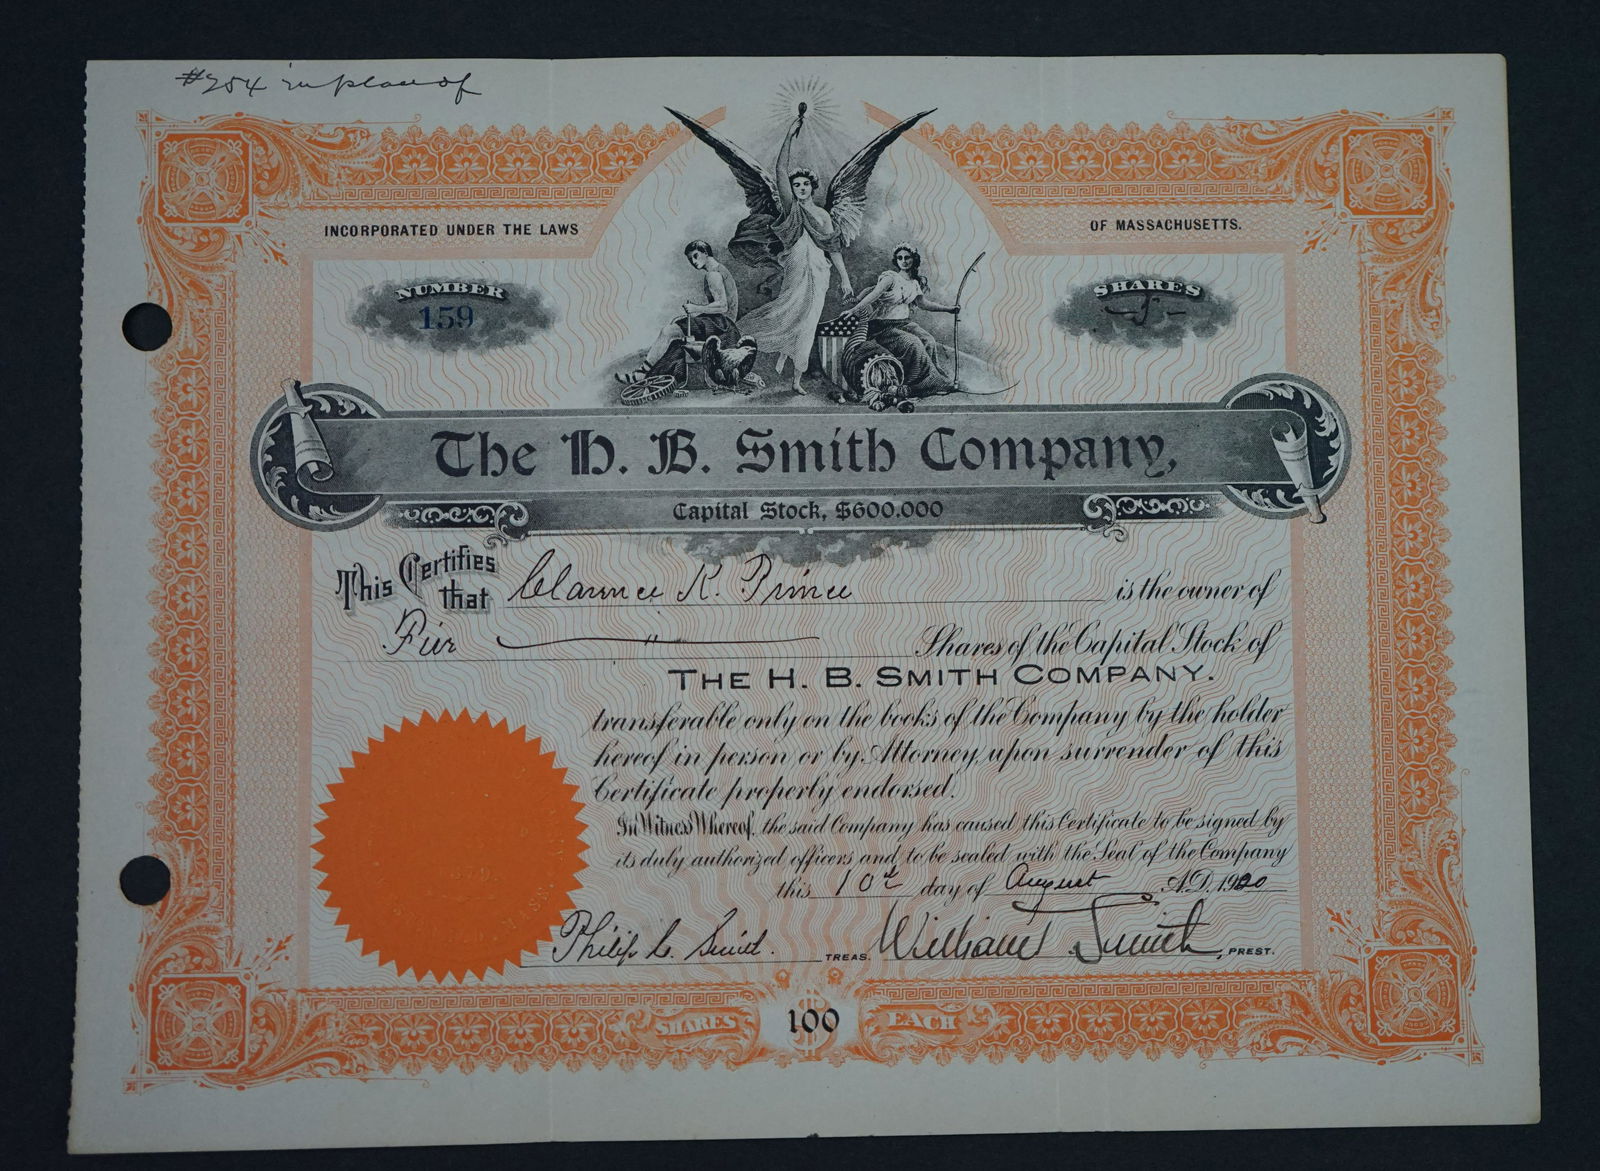 #254 in place of
INCORPORATED UNDER THE LAWS OF MASSACHUSETTS.
NUMBER
159
SHARES
-5-
The H. B. Smith Company,
Capital Stock, $600.000
This Certifies that Clarence K. Prince is the owner of
Five " Shares of the Capital Stock of
THE H. B. SMITH COMPANY.
transferable only on the books of the Company by the holder
hereof in person or by Attorney upon surrender of this
Certificate properly endorsed.
In Witness Whereof, the said Company has caused this Certificate to be signed by
its duly authorized officers and to be sealed with the Seal of the Company
this 10th day of August A.D. 1920
Philip C. Smith. TREAS. William Smith, PREST.
SHARES $100 EACH